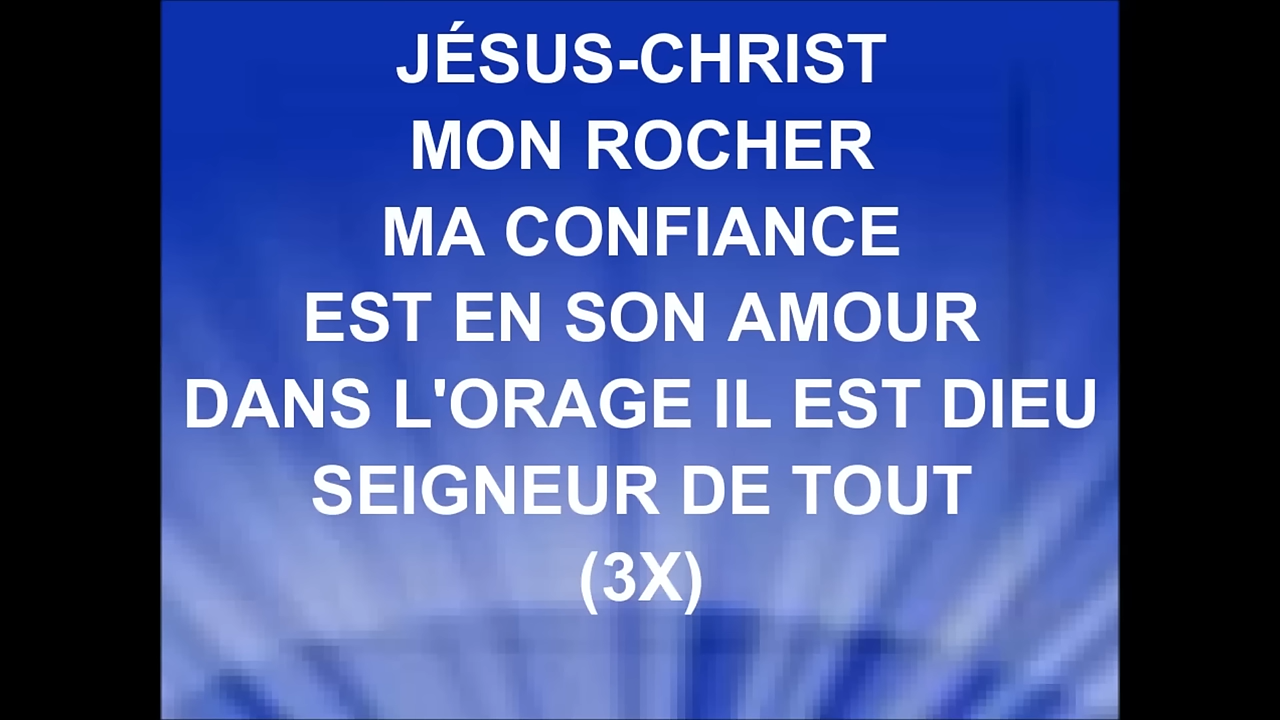 JÉSUS-CHRIST
MON ROCHER
MA CONFIANCE
EST EN SON AMOUR
DANS L'ORAGE IL EST DIEU
SEIGNEUR DE TOUT
(3X)